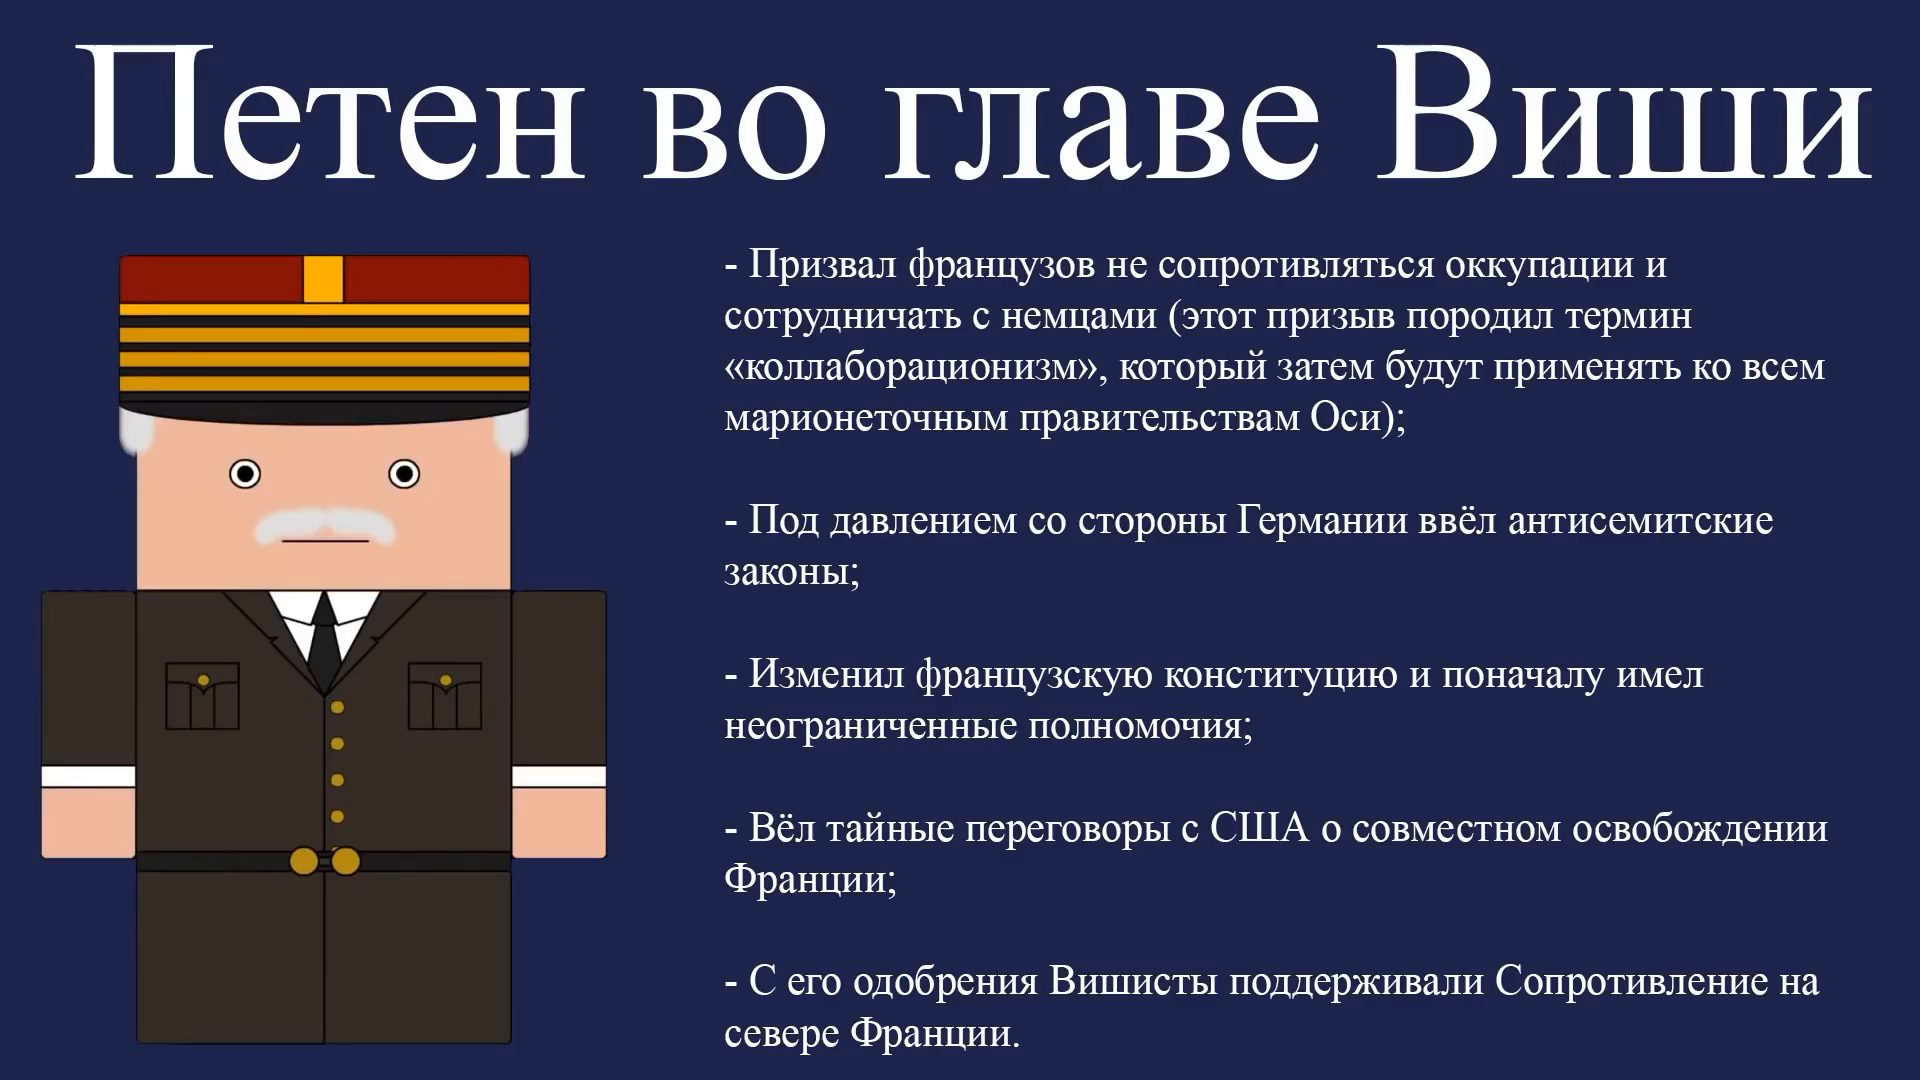 Петен во главе Виши
- Призвал французов не сопротивляться оккупации и
сотрудничать с немцами (этот призыв породил термин
«коллаборационизм», который затем будут применять ко всем
марионеточным правительствам Оси);
- Под давлением со стороны Германии ввёл антисемитские
законы;
- Изменил французскую конституцию и поначалу имел
неограниченные полномочия;
- Вёл тайные переговоры с США о совместном освобождении
Франции;
- С его одобрения Вишисты поддерживали Сопротивление на
севере Франции.